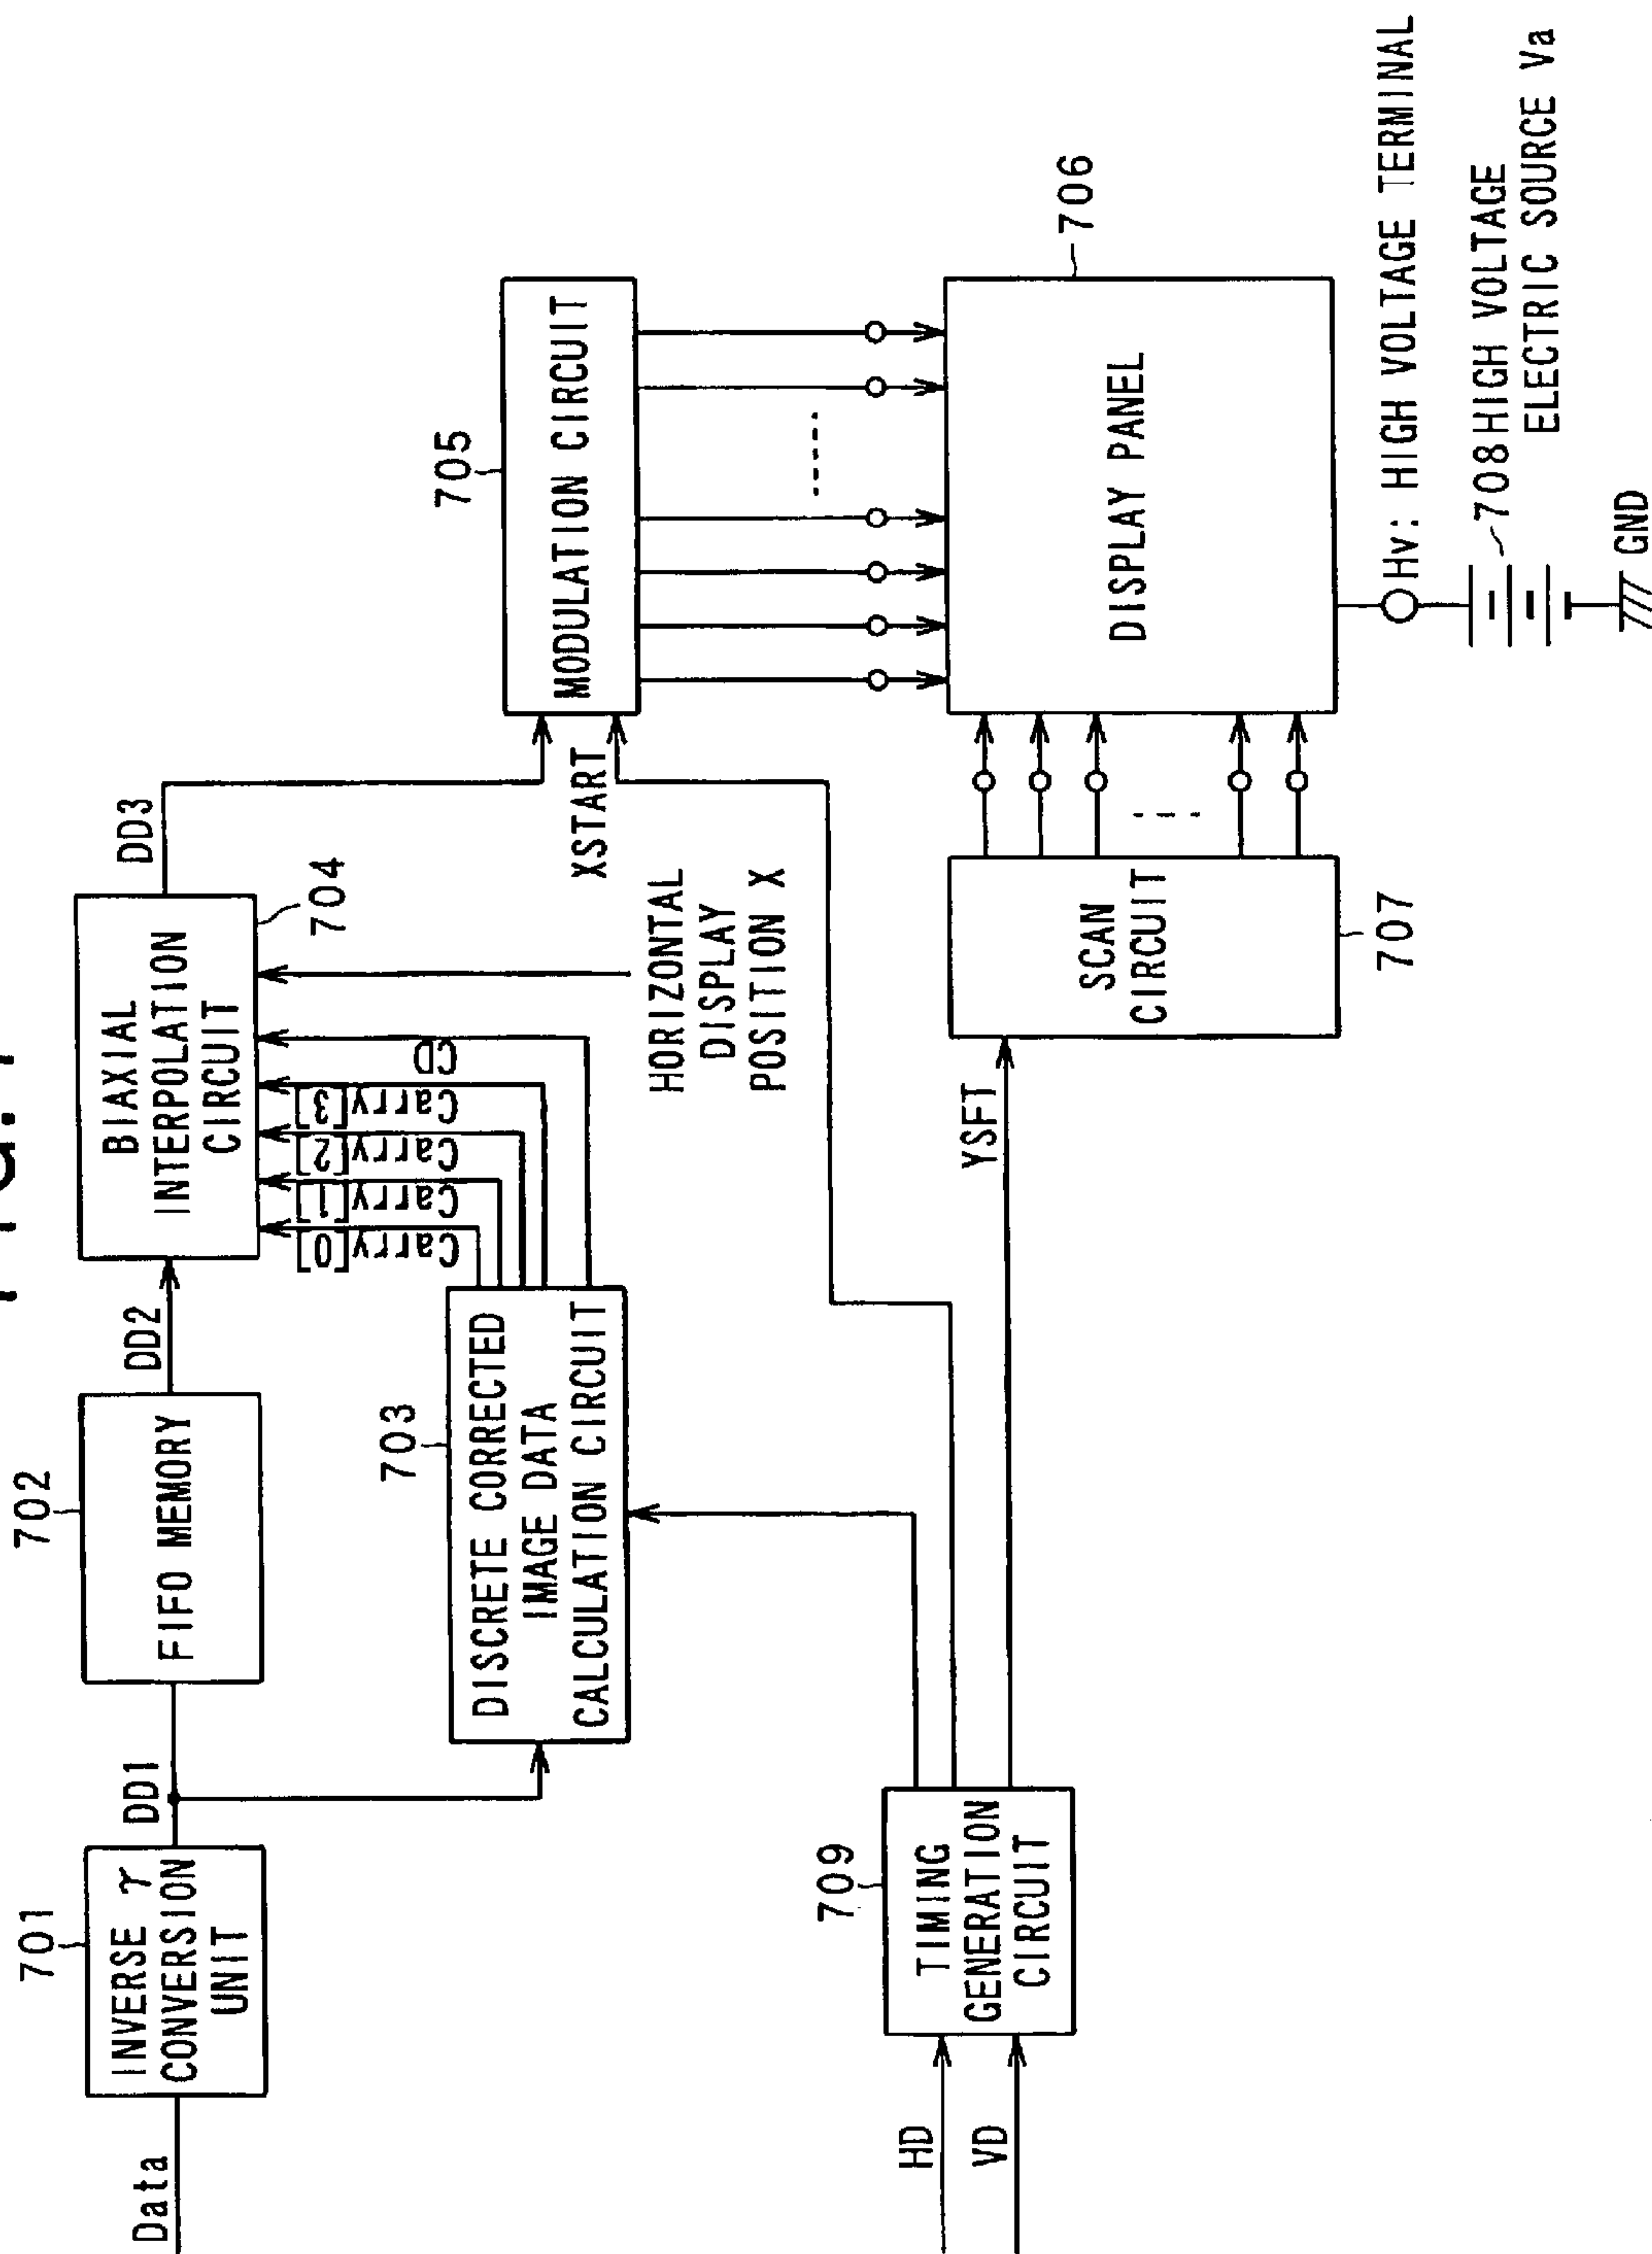 FIG. 7
Data
701
INVERSE γ
CONVERSION
UNIT
DD1
702
FIFO MEMORY
DD2
703
DISCRETE CORRECTED
IMAGE DATA
CALCULATION CIRCUIT
Carry[0]
Carry[1]
Carry[2]
Carry[3]
CD
BIAXIAL
INTERPOLATION
CIRCUIT
704
DD3
HORIZONTAL
DISPLAY
POSITION X
XSTART
705
MODULATION CIRCUIT
HD
VD
709
TIMING
GENERATION
CIRCUIT
YSFT
SCAN
CIRCUIT
707
DISPLAY PANEL
706
Hv: HIGH VOLTAGE TERMINAL
708 HIGH VOLTAGE
ELECTRIC SOURCE Va
GND